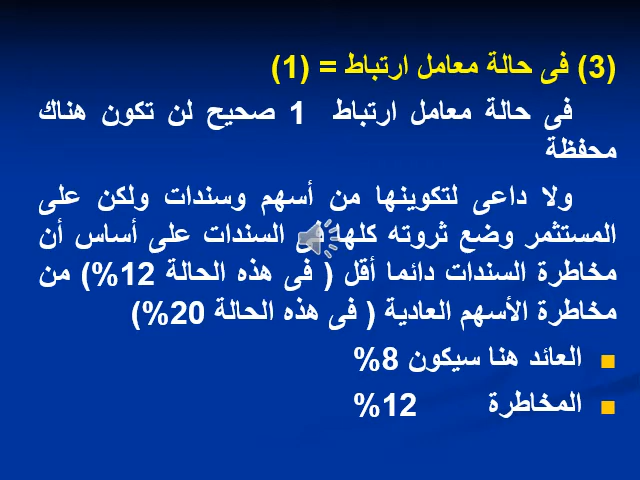 (3) فى حالة معامل ارتباط = (1)
فى حالة معامل ارتباط 1 صحيح لن تكون هناك
محفظة
ولا داعى لتكوينها من أسهم وسندات ولكن على
المستثمر وضع ثروته كلها فى السندات على أساس أن
مخاطرة السندات دائما أقل ( فى هذه الحالة 12%) من
مخاطرة الأسهم العادية ( فى هذه الحالة 20%)
العائد هنا سيكون 8%
المخاطرة 12%